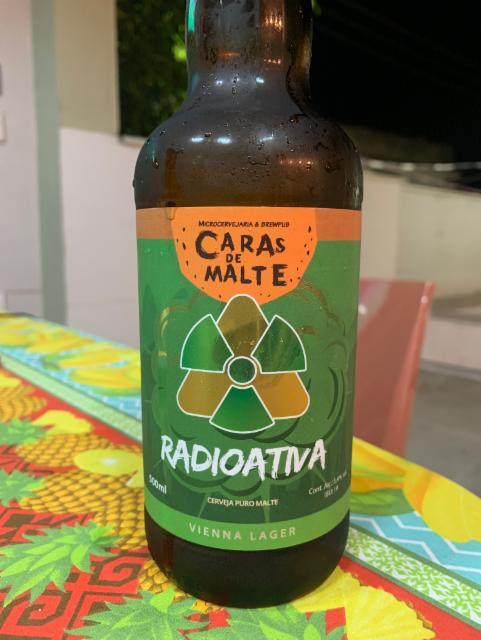 MICROCERVEJARIA & BREWPUB
CARAS
DE
MALTE
RADIOATIVA
500ml
CERVEJA PURO MALTE
VIENNA LAGER